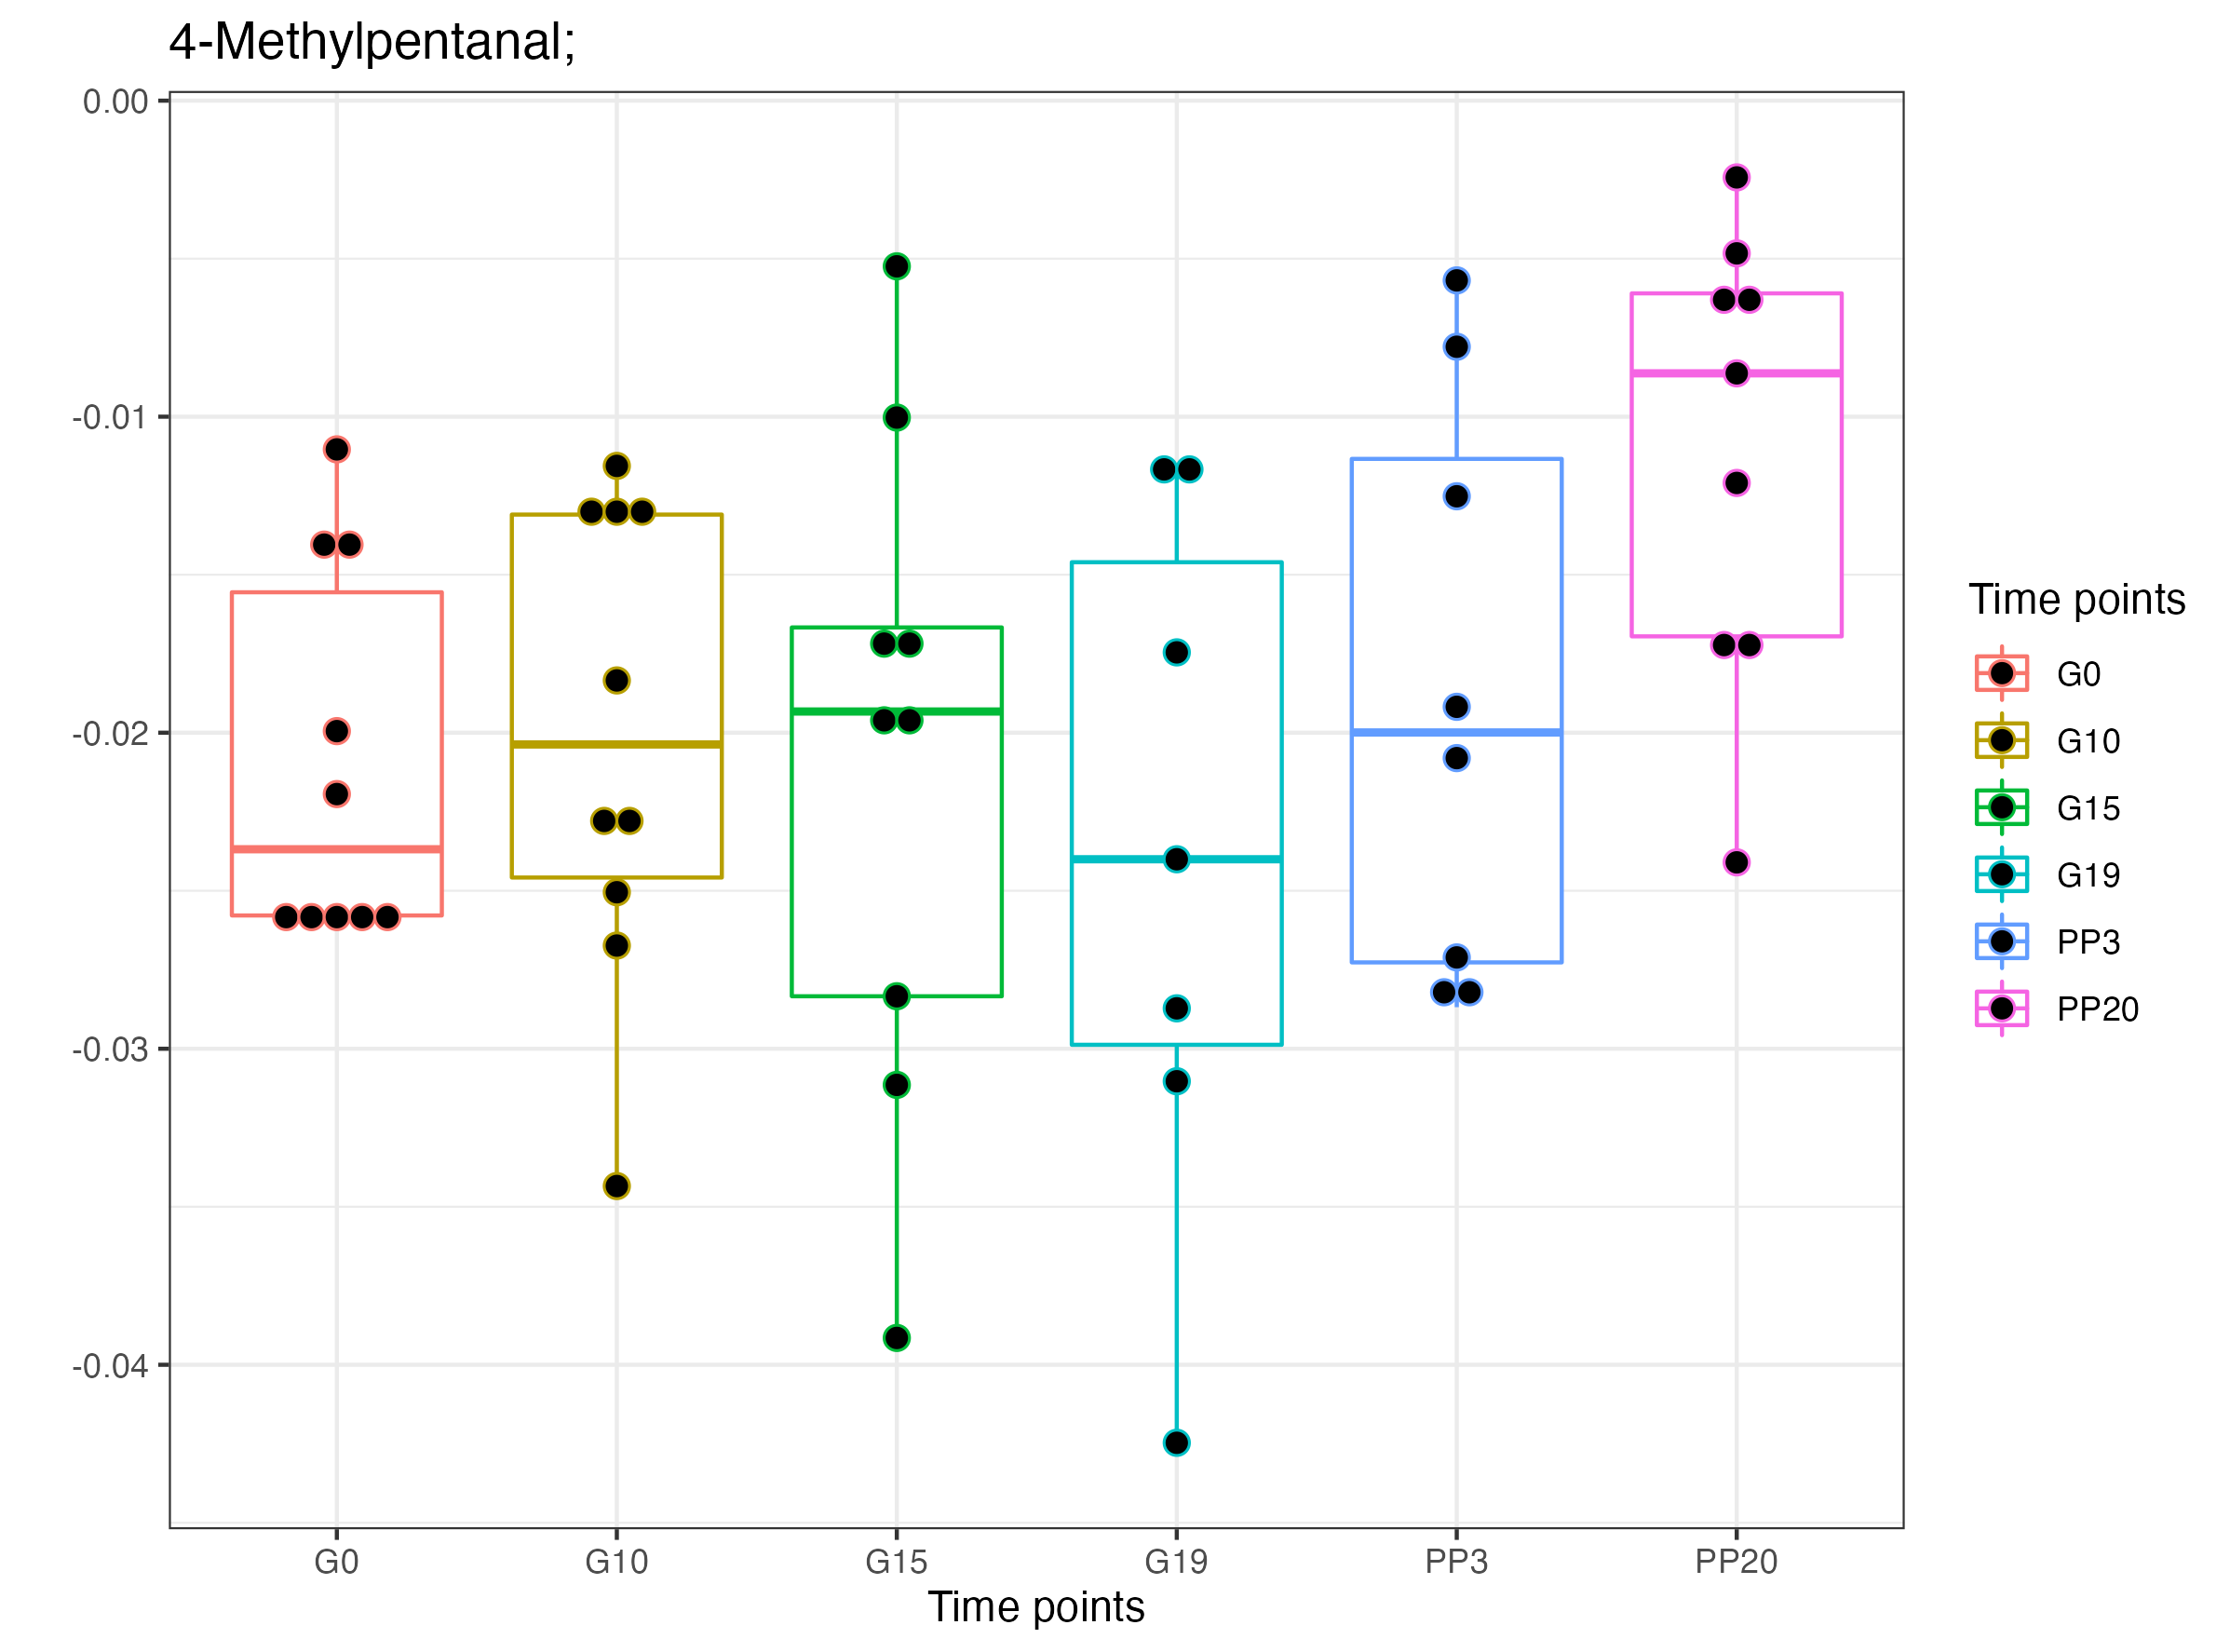 4-Methylpentanal;
0.00
-0.01
-0.02
-0.03
-0.04
G0 G10 G15 G19 PP3 PP20
Time points
Time points
G0
G10
G15
G19
PP3
PP20